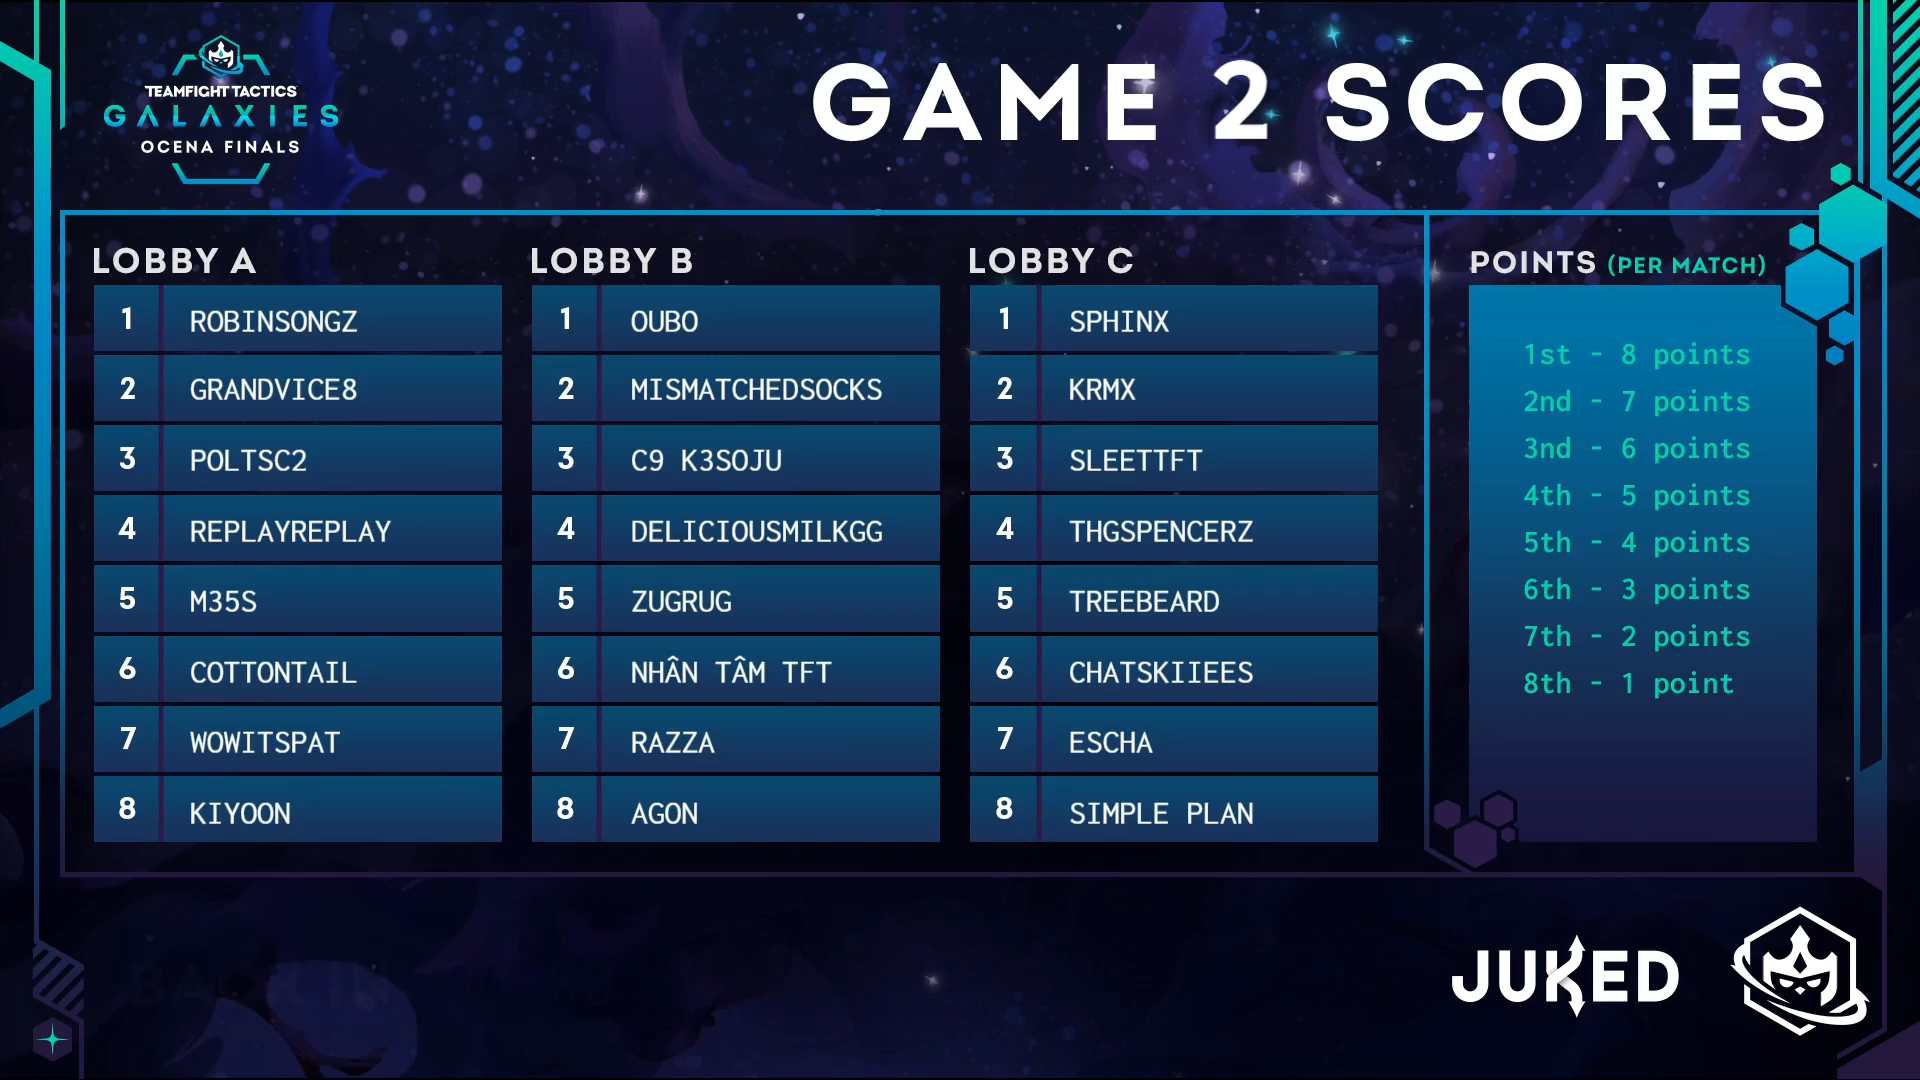 TEAMFIGHT TACTICS
GALAXIES
OCENA FINALS
GAME 2 SCORES
LOBBY A
1 ROBINSONGZ
2 GRANDVICE8
3 POLTSC2
4 REPLAYREPLAY
5 M35S
6 COTTONTAIL
7 WOWITSPAT
8 KIYOON
LOBBY B
1 OUBO
2 MISMATCHEDSOCKS
3 C9 K3SOJU
4 DELICIOUSMILKGG
5 ZUGRUG
6 NHÂN TÂM TFT
7 RAZZA
8 AGON
LOBBY C
1 SPHINX
2 KRMX
3 SLEETTFT
4 THGSPENCERZ
5 TREEBEARD
6 CHATSKIIEES
7 ESCHA
8 SIMPLE PLAN
POINTS (PER MATCH)
1st - 8 points
2nd - 7 points
3nd - 6 points
4th - 5 points
5th - 4 points
6th - 3 points
7th - 2 points
8th - 1 point
BACK IN
JUKED